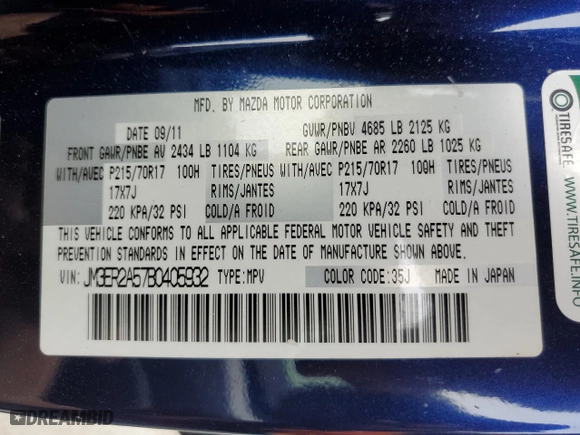 MFD. BY MAZDA MOTOR CORPORATION
DATE 09/11 GVWR/PNBV 4685 LB 2125 KG
FRONT GAWR/PNBE AV 2434 LB 1104 KG REAR GAWR/PNBE AR 2260 LB 1025 KG
WITH/AVEC P215/70R17 100H TIRES/PNEUS WITH/AVEC P215/70R17 100H TIRES/PNEUS
17X7J RIMS/JANTES 17X7J RIMS/JANTES
220 KPA/32 PSI COLD/A FROID 220 KPA/32 PSI COLD/A FROID
THIS VEHICLE CONFORMS TO ALL APPLICABLE FEDERAL MOTOR VEHICLE SAFETY AND THEFT
PREVENTION STANDARDS IN EFFECT ON THE DATE OF MANUFACTURE SHOWN ABOVE.
VIN: JM3ER2A57B0405932 TYPE:MPV COLOR CODE:35J MADE IN JAPAN
TIRESAFE
DREAMBID